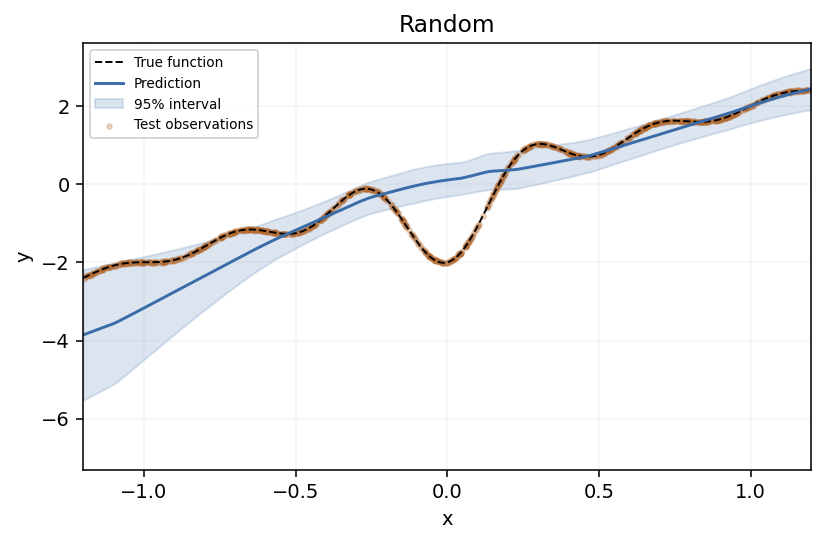 Random
True function
Prediction
95% interval
Test observations
y
2
0
−2
−4
−6
−1.0
−0.5
0.0
0.5
1.0
x